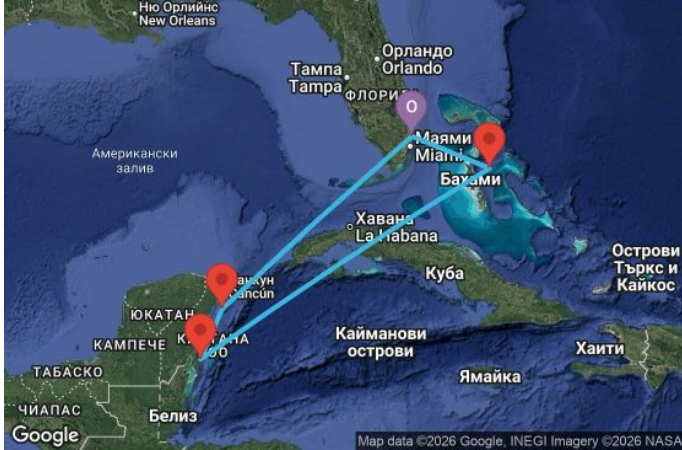 Ню Орлийнс
New Orleans
Орландо
Orlando
Тампа
Tampa
О
Маями
Miami
Американски
залив
Бахами
Хавана
La Habana
Cancún
Куба
Острови
Търкс и
Кайкос
ЮКАТАН
КАМПЕЧЕ
Кайманови
острови
Хаити
ТАБАСКО
Ямайка
ЧИАПАС
Белиз
Google
Map data ©2026 Google, INEGI Imagery ©2026 NASA